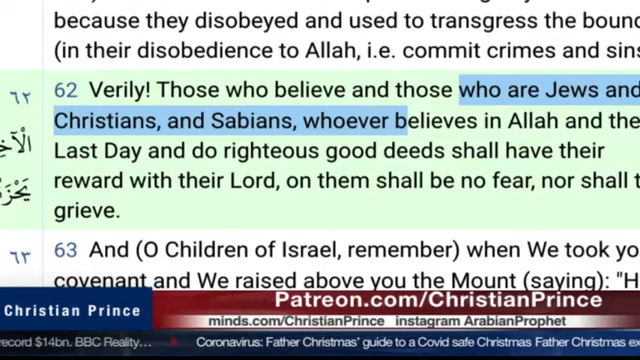 because they disobeyed and used to transgress the bound
(in their disobedience to Allah, i.e. commit crimes and sins
٦٢
62 Verily! Those who believe and those who are Jews and
Christians, and Sabians, whoever believes in Allah and the
Last Day and do righteous good deeds shall have their
reward with their Lord, on them shall be no fear, nor shall t
grieve.
٦٣
63 And (O Children of Israel, remember) when We took yo
covenant and We raised above you the Mount (saying): "H
Christian Prince
Patreon.com/ChristianPrince
minds.com/ChristianPrince instagram ArabianProphet
record $14bn. BBC Reality... Coronavirus: Father Christmas' guide to a Covid safe Christmas Father Christmas ex